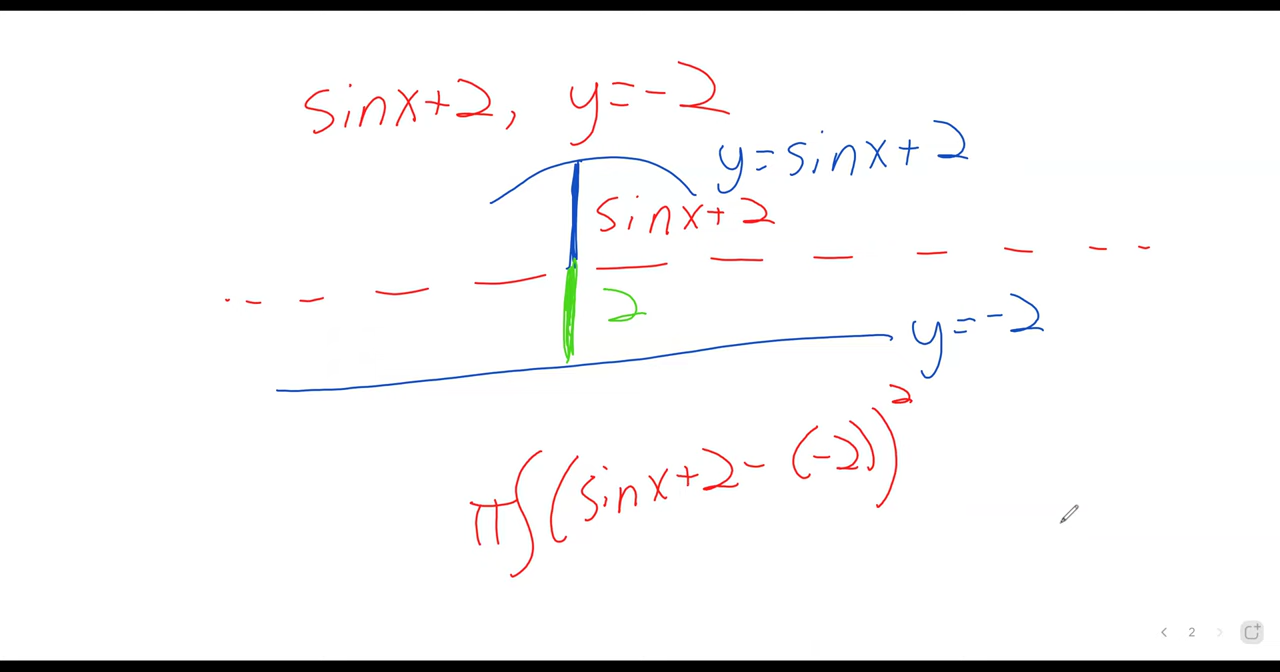 sinx+2, y=-2
y=sinx+2
sinx+2
2
y=-2
π∫(sinx+2-(-2))²
2